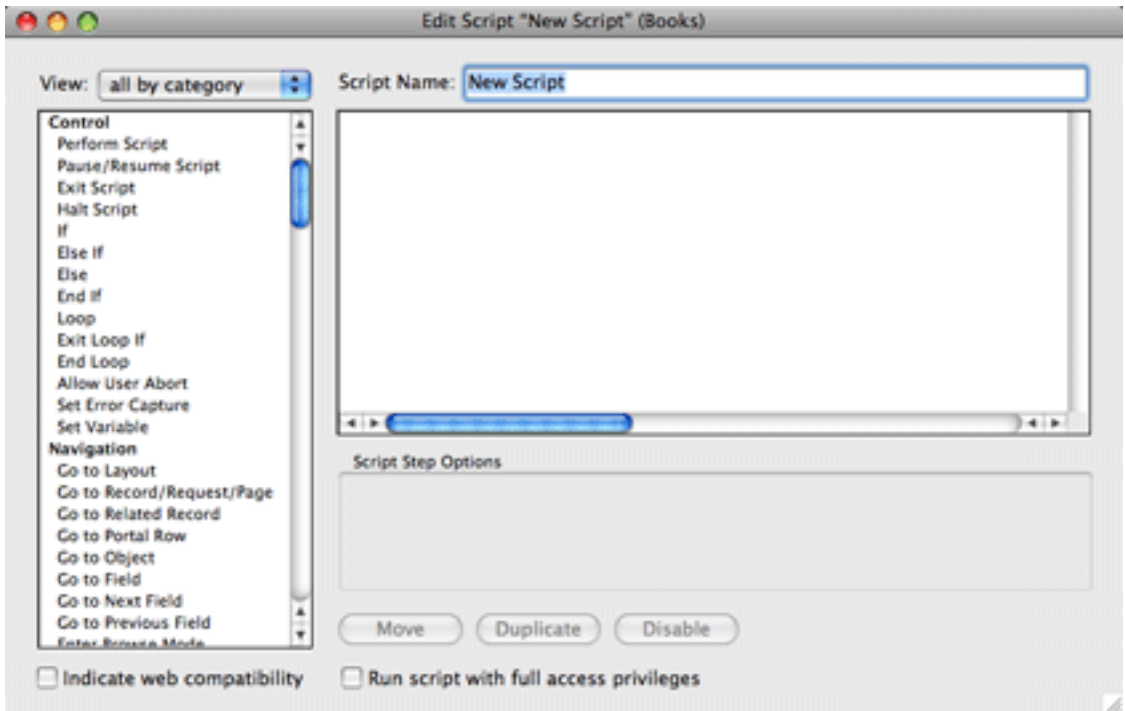 Edit Script "New Script" (Books)
View: all by category
Script Name: New Script
Control
Perform Script
Pause/Resume Script
Exit Script
Halt Script
If
Else If
Else
End If
Loop
Exit Loop If
End Loop
Allow User Abort
Set Error Capture
Set Variable
Navigation
Go to Layout
Go to Record/Request/Page
Go to Related Record
Go to Portal Row
Go to Object
Go to Field
Go to Next Field
Go to Previous Field
Enter Browse Mode
Script Step Options
Move
Duplicate
Disable
Indicate web compatibility
Run script with full access privileges